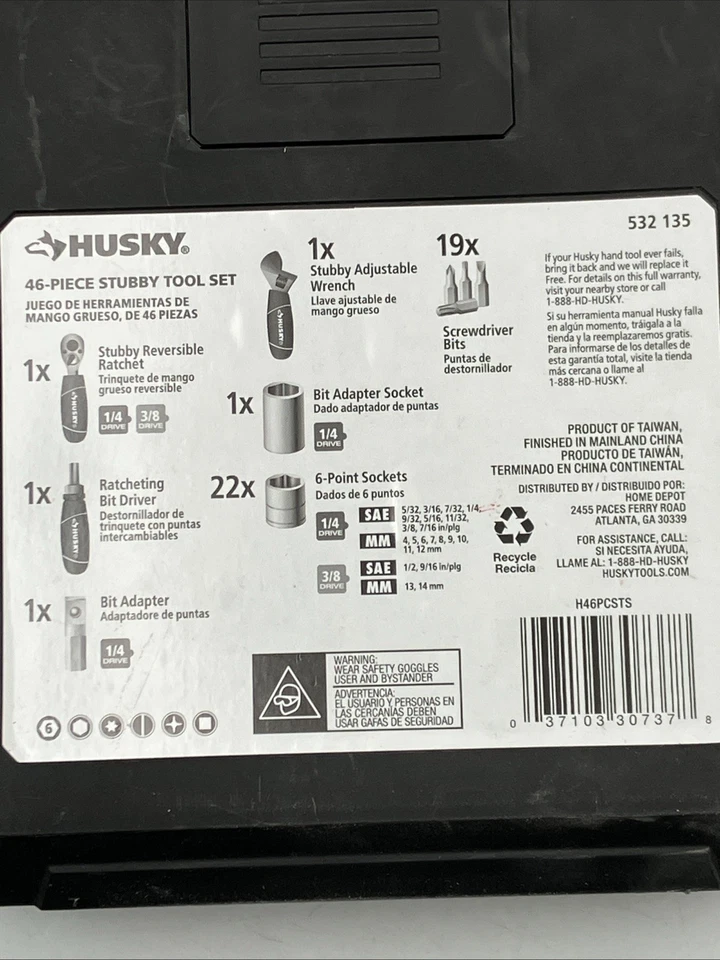 532 135
HUSKY®
46-PIECE STUBBY TOOL SET
JUEGO DE HERRAMIENTAS DE
MANGO GRUESO, DE 46 PIEZAS
1x
Stubby Reversible
Ratchet
Trinquete de mango
grueso reversible
1/4
DRIVE
3/8
DRIVE
HUSKY
1x
Ratcheting
Bit Driver
Destornillador de
trinquete con puntas
intercambiables
HUSKY
1x
Bit Adapter
Adaptadore de puntas
1/4
DRIVE
6
1x
Stubby Adjustable
Wrench
Llave ajustable de
mango grueso
HUSKY
19x
Screwdriver
Bits
Puntas de
destornillador
1x
Bit Adapter Socket
Dado adaptador de puntas
1/4
DRIVE
22x
6-Point Sockets
Dados de 6 puntos
1/4
DRIVE
SAE
5/32, 3/16, 7/32, 1/4,
9/32, 5/16, 11/32,
3/8, 7/16 in/plg
MM
4, 5, 6, 7, 8, 9, 10,
11, 12 mm
3/8
DRIVE
SAE
1/2, 9/16 in/plg
MM
13, 14 mm
WARNING:
WEAR SAFETY GOGGLES
USER AND BYSTANDER
ADVERTENCIA:
EL USUARIO Y PERSONAS EN
LAS CERCANÍAS DEBEN
USAR GAFAS DE SEGURIDAD
If your Husky hand tool ever fails,
bring it back and we will replace it
Free. For details on this full warranty,
visit your nearby store or call
1-888-HD-HUSKY.
Si su herramienta manual Husky falla
en algún momento, tráigala a la
tienda y la reemplazaremos gratis.
Para informarse de los detalles de
esta garantía total, visite la tienda
más cercana o llame al
1-888-HD-HUSKY.
PRODUCT OF TAIWAN,
FINISHED IN MAINLAND CHINA
PRODUCTO DE TAIWÁN,
TERMINADO EN CHINA CONTINENTAL
DISTRIBUTED BY / DISTRIBUIDO POR:
HOME DEPOT
2455 PACES FERRY ROAD
ATLANTA, GA 30339
Recycle
Recicla
FOR ASSISTANCE, CALL:
SI NECESITA AYUDA,
LLAME AL: 1-888-HD-HUSKY
HUSKYTOOLS.COM
H46PCSTS
0 37103 30737 8